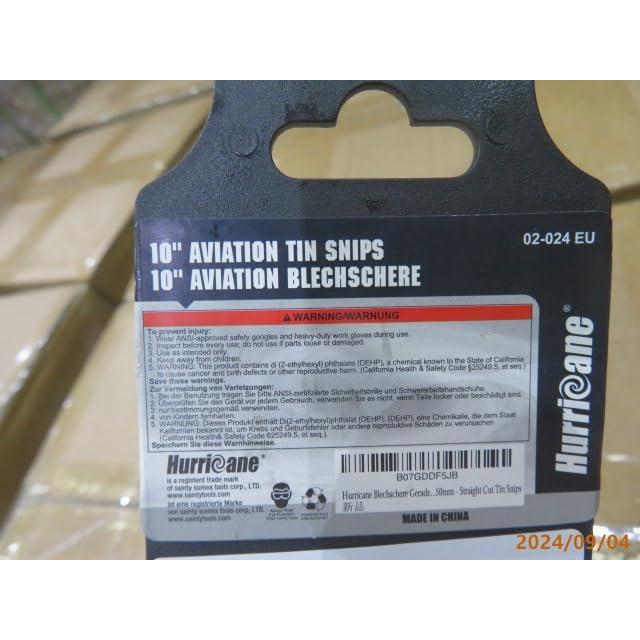 10" AVIATION TIN SNIPS
10" AVIATION BLECHSCHERE
02-024 EU
WARNING/WARNUNG
To prevent injury:
1. Wear ANSI-approved safety googles and heavy-duty work gloves during use.
2. Inspect before every use; do not use if parts loose or damaged.
3. Use as intended only.
4. Keep away from children.
5. WARNING: This product contains di (2-ethylhexyl) phthalate (DEHP), a chemical known to the State of California
to cause cancer and birth defects or other reproductive harm. (California Health & Safety Code §25249.5, et seq.)
Save these warnings.
Zur Vermeidung von Verletzungen:
1. Bei der Benutzung tragen Sie bitte ANSI-zertifizierte Sicherheitsbrille und Schwerarbeitshandschuhe.
2. Überprüfen Sie das Gerät vor jedem Gebrauch, verwenden Sie es nicht, wenn Teile locker oder beschädigt sind.
3. nur bestimmungsgemäß verwenden.
4. von Kindern fernhalten.
5. WARNUNG: Dieses Produkt enthält Di(2-ethylhexyl)phthalat (DEHP), (DEHP), eine Chemikalie, die dem Staat
Kalifornien bekannt ist, um Krebs und Geburtsfehler oder andere reproduktive Schäden zu verursachen
(California Health& Safety Code 625249.5, et seq.).
Speichern Sie diese Warnhinweise.
Hurricane
is a registerd trade mark
of sainty sumex tools corp., LTD.
www.saintytools.com
ist eine registrierte Marke
von sainty sumex tools corp., LTD.
www.saintytools.com
B07GDDF5JB
Hurricane Blechschere Gerade...50mm - Straight Cut Tin Snips
新品
MADE IN CHINA
Hurricane®
2024/09/04